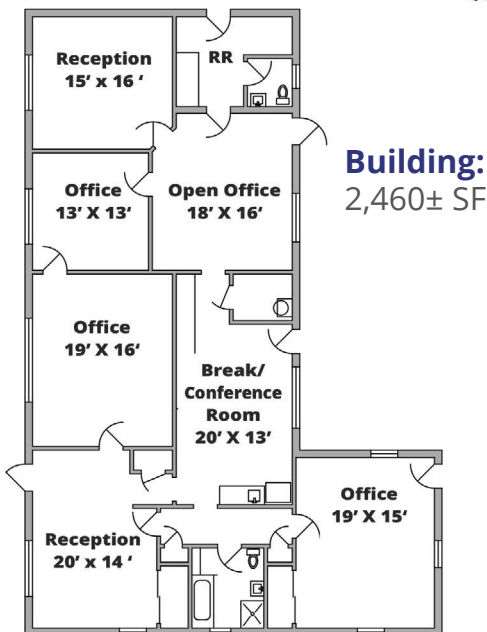 Reception
15’ x 16 ‘
RR
Office
13’ X 13‘
Open Office
18’ X 16‘
Building:
2,460± SF
Office
19’ X 16‘
Break/
Conference
Room
20’ X 13‘
Office
19’ X 15‘
Reception
20’ x 14 ‘